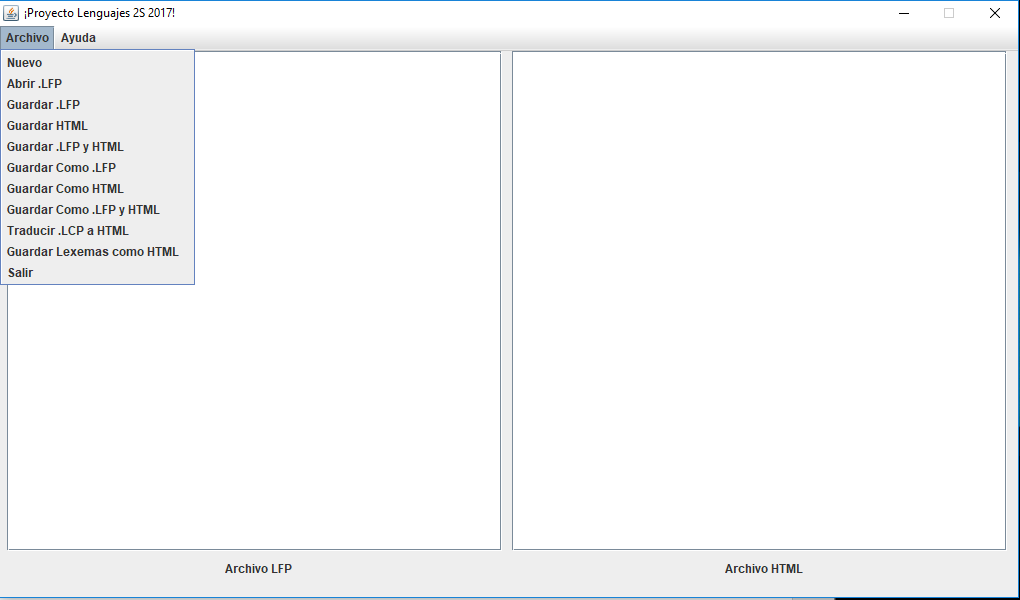 ¡Proyecto Lenguajes 2S 2017!
Archivo Ayuda
Nuevo
Abrir .LFP
Guardar .LFP
Guardar HTML
Guardar .LFP y HTML
Guardar Como .LFP
Guardar Como HTML
Guardar Como .LFP y HTML
Traducir .LCP a HTML
Guardar Lexemas como HTML
Salir
Archivo LFP
Archivo HTML